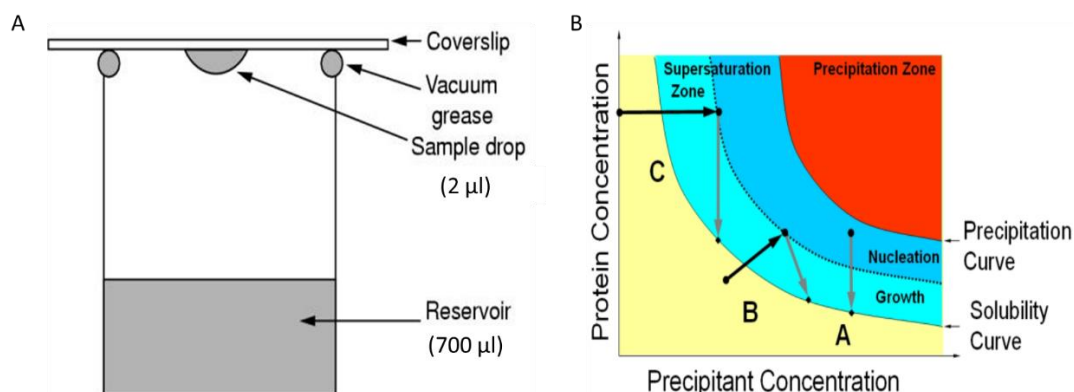 A
Coverslip
Vacuum
grease
Sample drop
(2 µl)
Reservoir
(700 µl)
B
Protein Concentration
Supersaturation
Zone
Precipitation Zone
C
B
A
Nucleation
Growth
Precipitation
Curve
Solubility
Curve
Precipitant Concentration